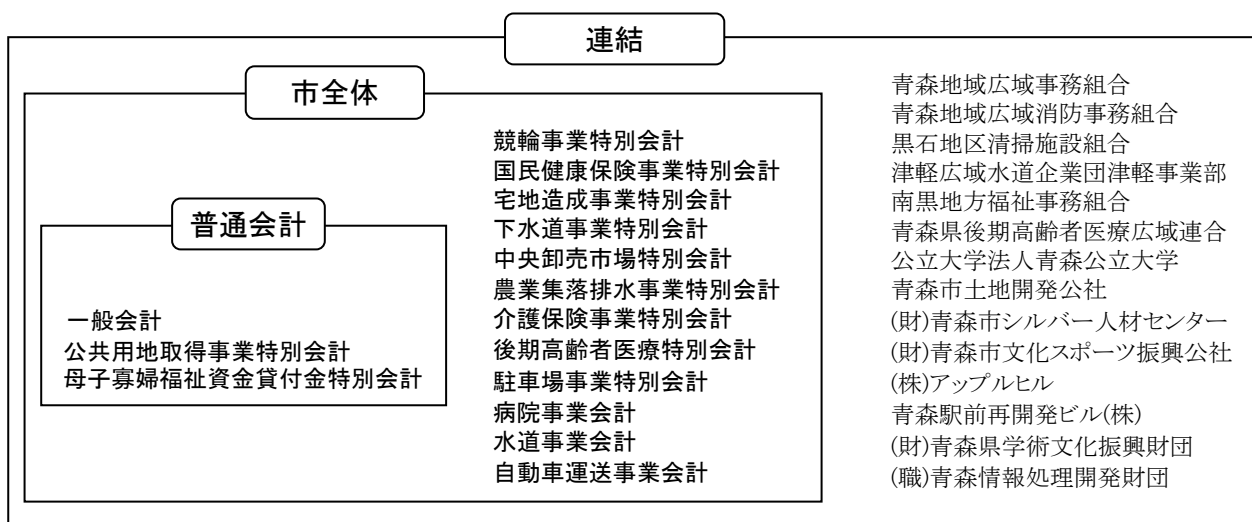 連結
市全体
普通会計
一般会計
公共用地取得事業特別会計
母子寡婦福祉資金貸付金特別会計
競輪事業特別会計
国民健康保険事業特別会計
宅地造成事業特別会計
下水道事業特別会計
中央卸売市場特別会計
農業集落排水事業特別会計
介護保険事業特別会計
後期高齢者医療特別会計
駐車場事業特別会計
病院事業会計
水道事業会計
自動車運送事業会計
青森地域広域事務組合
青森地域広域消防事務組合
黒石地区清掃施設組合
津軽広域水道企業団津軽事業部
南黒地方福祉事務組合
青森県後期高齢者医療広域連合
公立大学法人青森公立大学
青森市土地開発公社
(財)青森市シルバー人材センター
(財)青森市文化スポーツ振興公社
(株)アップルヒル
青森駅前再開発ビル(株)
(財)青森県学術文化振興財団
(職)青森情報処理開発財団